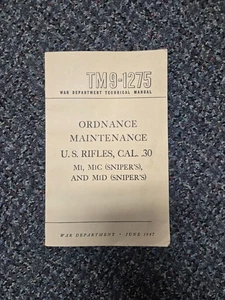 TM 9-1275
WAR DEPARTMENT TECHNICAL MANUAL
ORDNANCE
MAINTENANCE
U. S. RIFLES, CAL. .30
M1, M1C (SNIPER'S),
AND M1D (SNIPER'S)
WAR DEPARTMENT • JUNE 1947